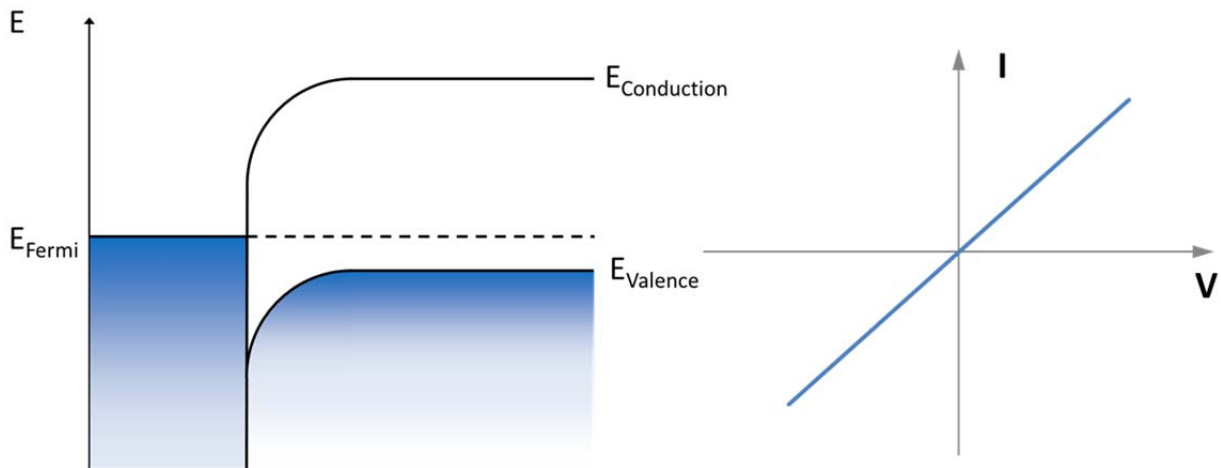 E
E_Conduction
E_Fermi
E_Valence
I
V